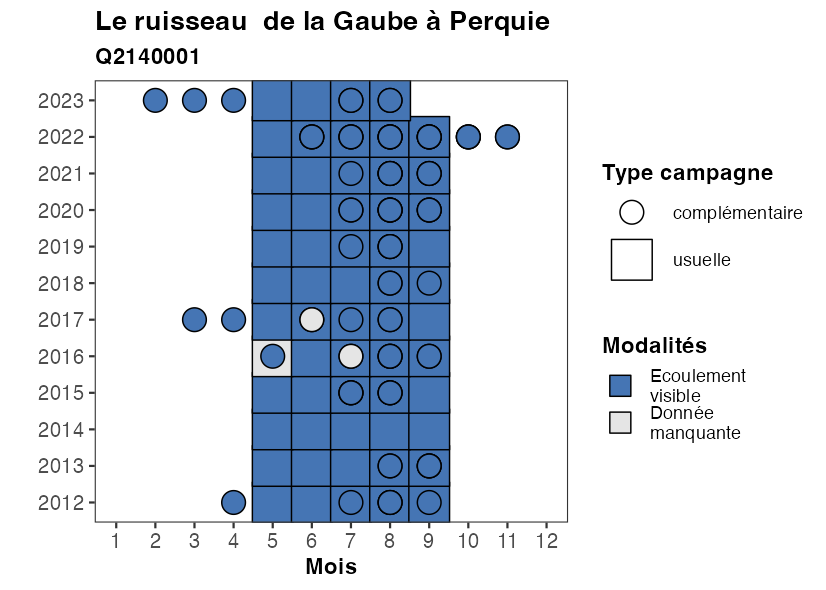 Le ruisseau  de la Gaube à Perquie
Q2140001
2023
2022
2021
2020
2019
2018
2017
2016
2015
2014
2013
2012
1 2 3 4 5 6 7 8 9 10 11 12
Mois
Type campagne
complémentaire
usuelle
Modalités
Ecoulement
visible
Donnée
manquante